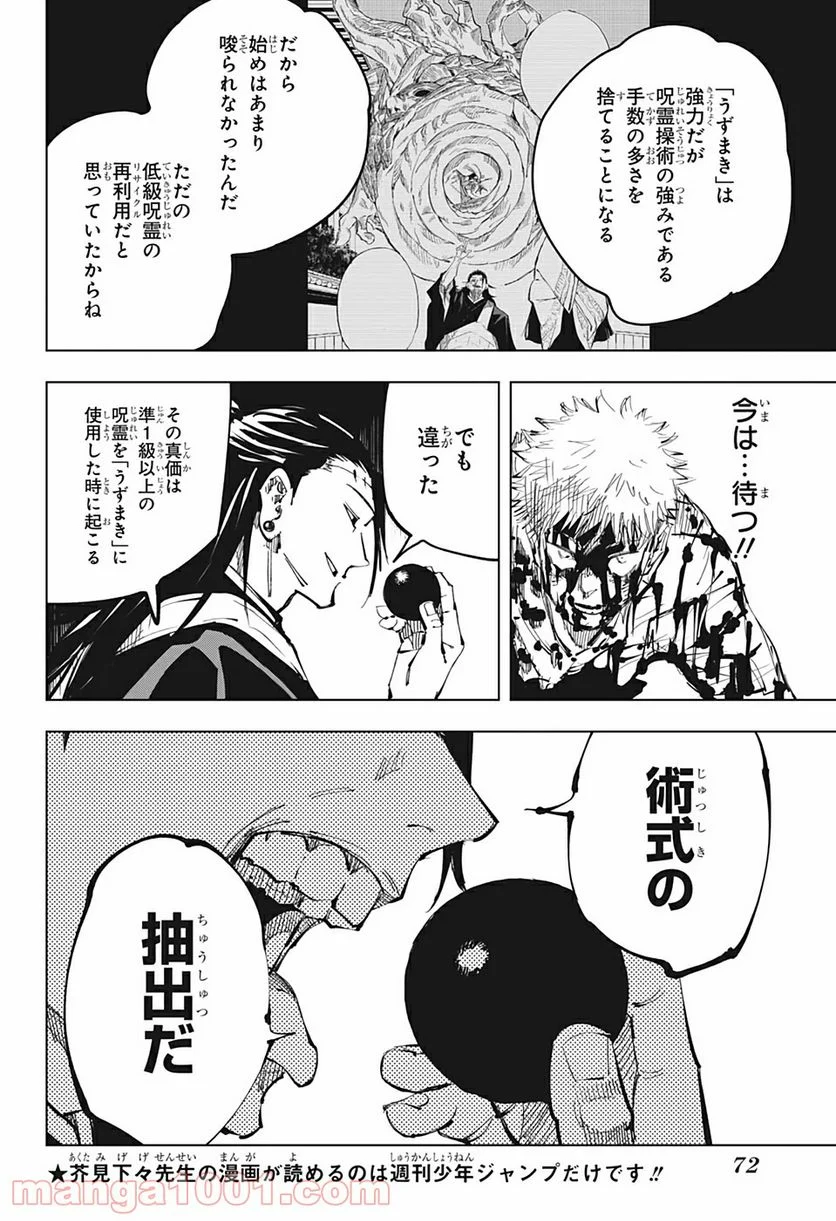 「うずまき」は
強力だが
呪霊操術の強みである
手数の多さを
捨てることになる
だから
始めはあまり
唆られなかったんだ
ただの
低級呪霊の
再利用だと
思っていたからね
今は…待つ!!
でも
違った
その真価は
準1級以上の
呪霊を「うずまき」に
使用した時に起こる
術式の
抽出だ
★芥見下々先生の漫画が読めるのは週刊少年ジャンプだけです!!
72
manga1001.com